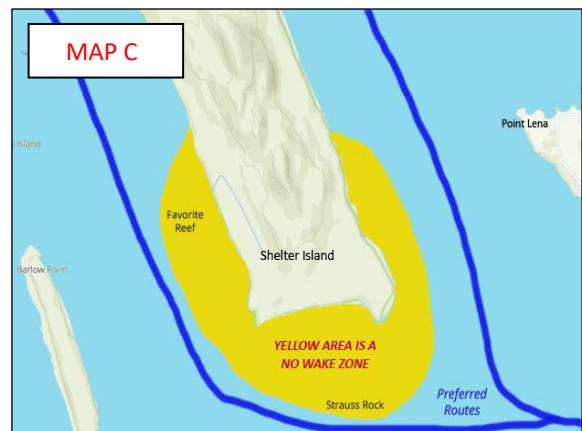 MAP C
Point Lena
Island
Favorite
Reef
Shelter Island
Barlow Point
YELLOW AREA IS A
NO WAKE ZONE
Preferred
Routes
Strauss Rock